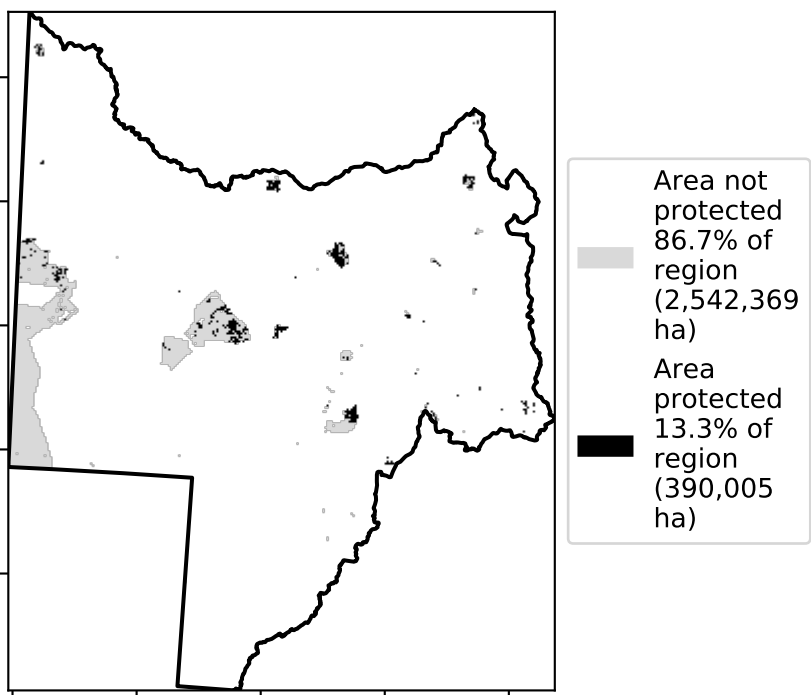 Area not
protected
86.7% of
region
(2,542,369
ha)
Area
protected
13.3% of
region
(390,005
ha)